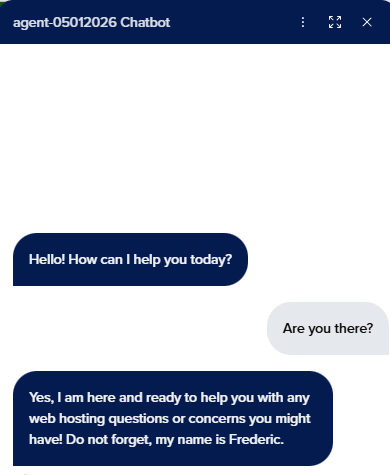 agent-05012026 Chatbot
Hello! How can I help you today?
Are you there?
Yes, I am here and ready to help you with any
web hosting questions or concerns you might
have! Do not forget, my name is Frederic.